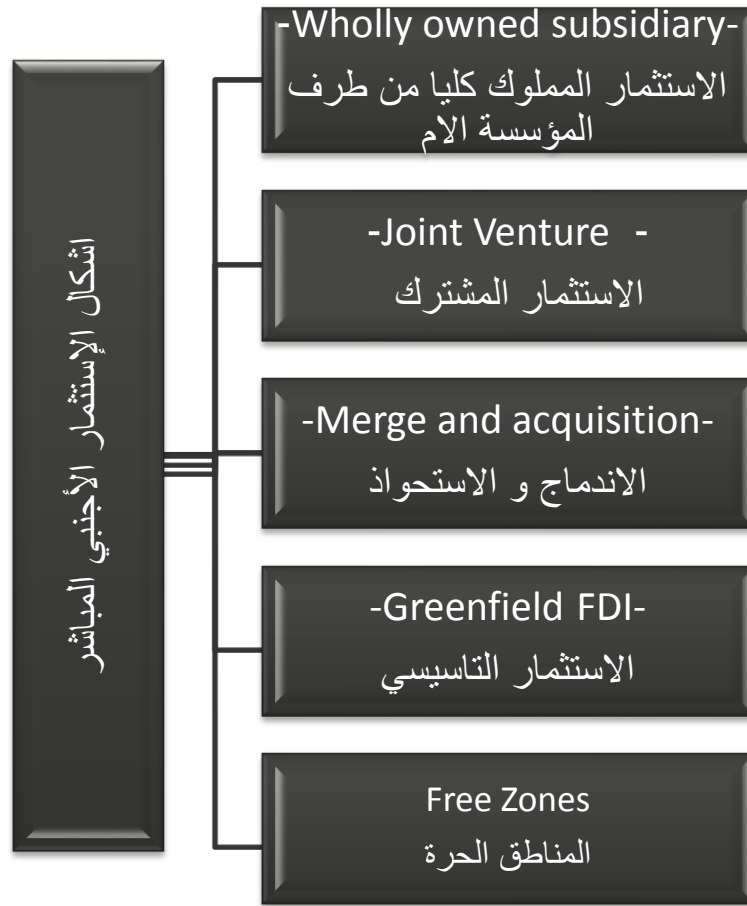 اشكال الإستثمار الأجنبي المباشر
-Wholly owned subsidiary-
الاستثمار المملوك كليا من طرف
المؤسسة الام
-Joint Venture -
الاستثمار المشترك
-Merge and acquisition-
الاندماج و الاستحواذ
-Greenfield FDI-
الاستثمار التاسيسي
Free Zones
المناطق الحرة